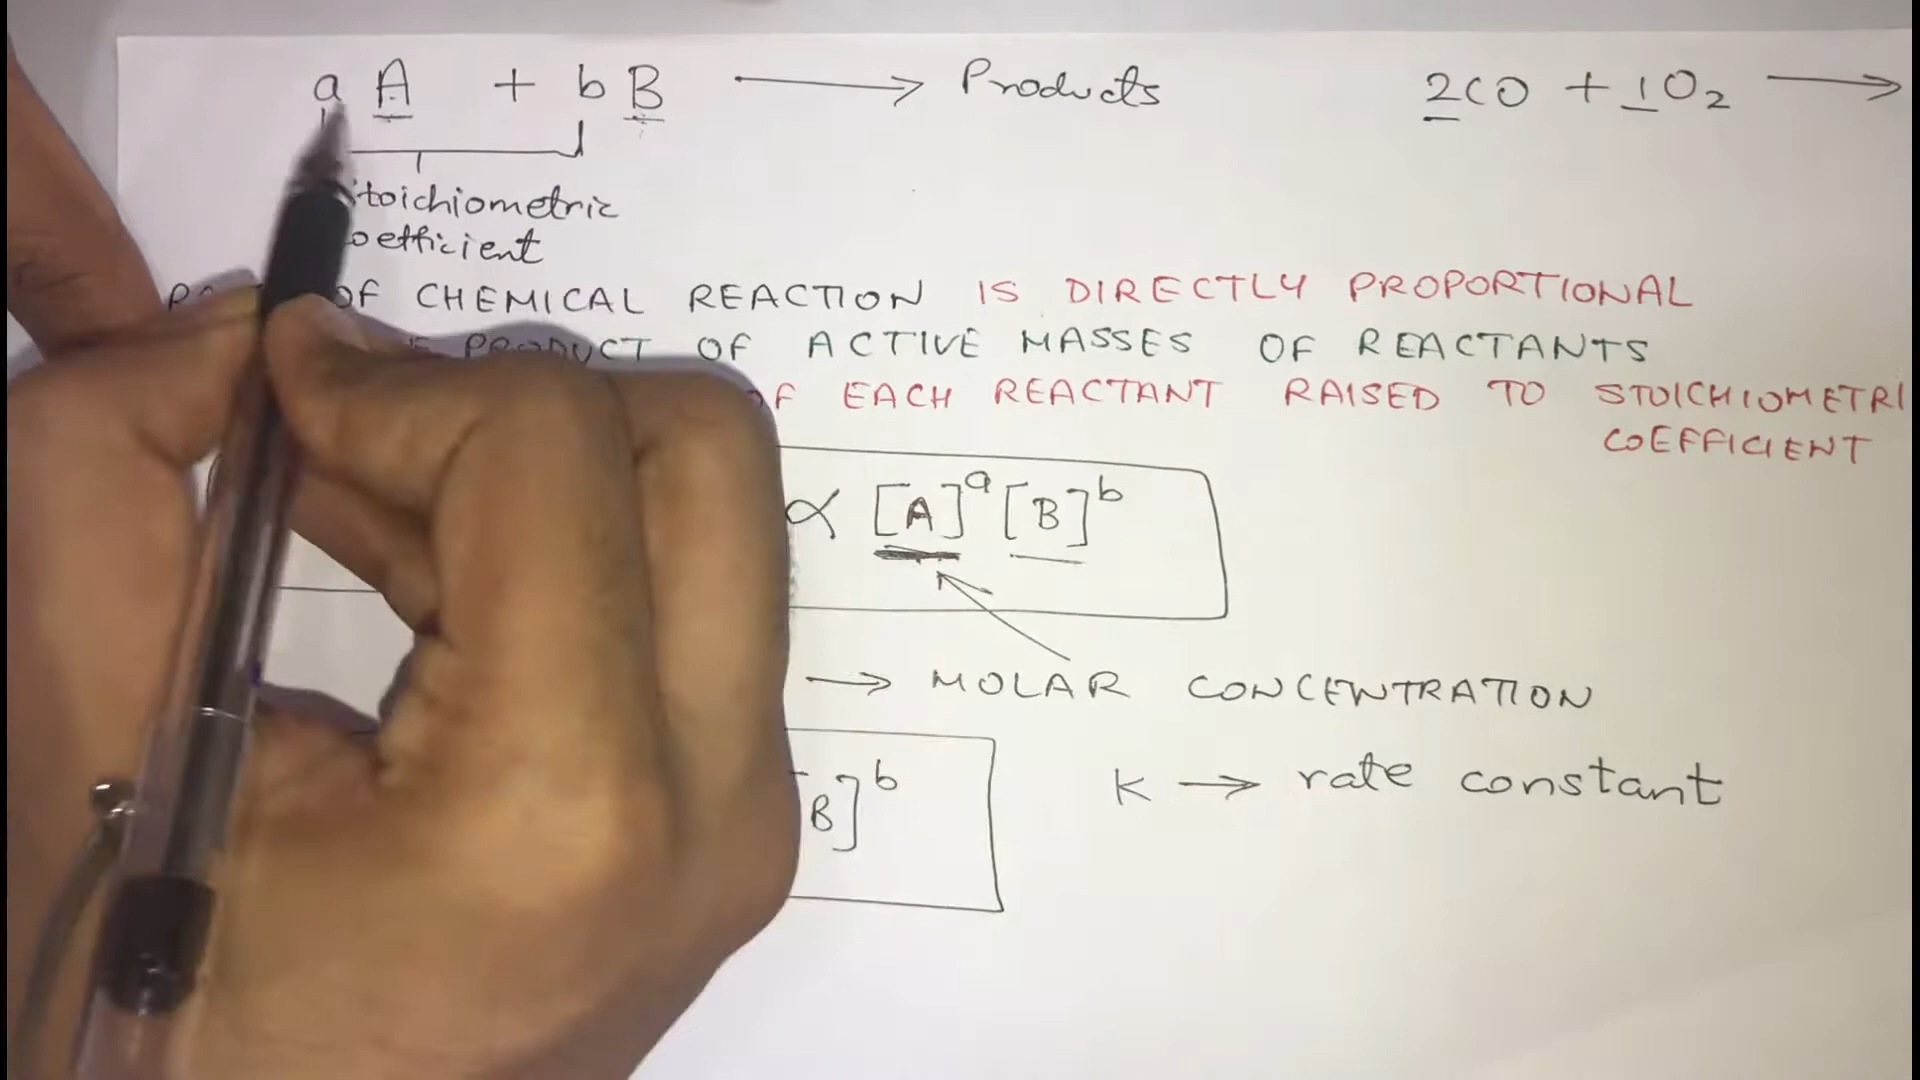 a A + b B ⟶ Products 2CO + 1O₂ ⟶
toichiometric
oefficient
OF CHEMICAL REACTION IS DIRECTLY PROPORTIONAL
PRODUCT OF ACTIVE MASSES OF REACTANTS
OF EACH REACTANT RAISED TO STOICHIOMETRI
COEFFICIENT
∝ [A]ᵃ [B]ᵇ
→ MOLAR CONCENTRATION
B]ᵇ K → rate constant